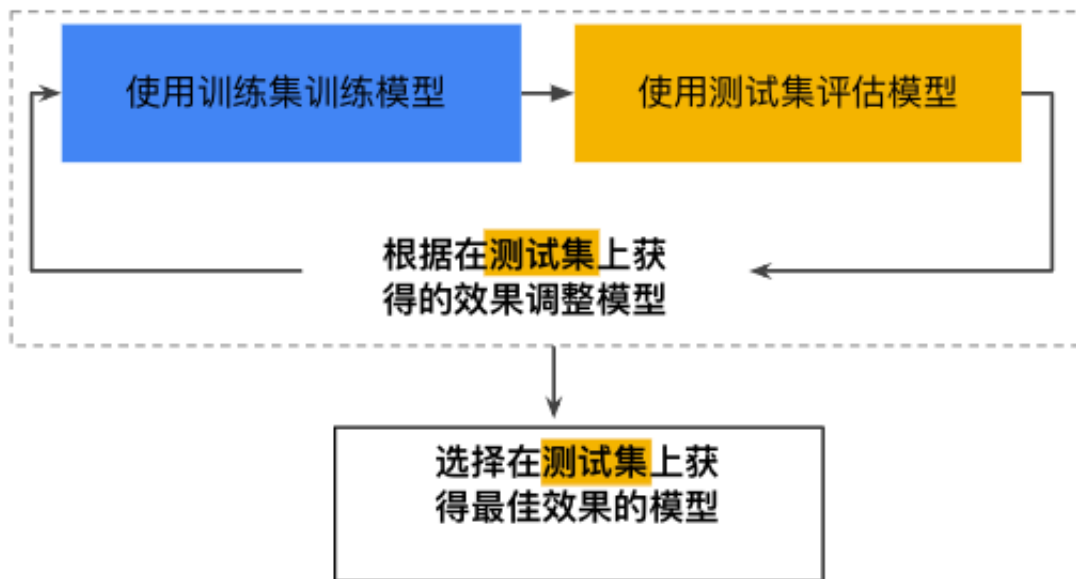 使用训练集训练模型
使用测试集评估模型
根据在测试集上获
得的效果调整模型
选择在测试集上获
得最佳效果的模型